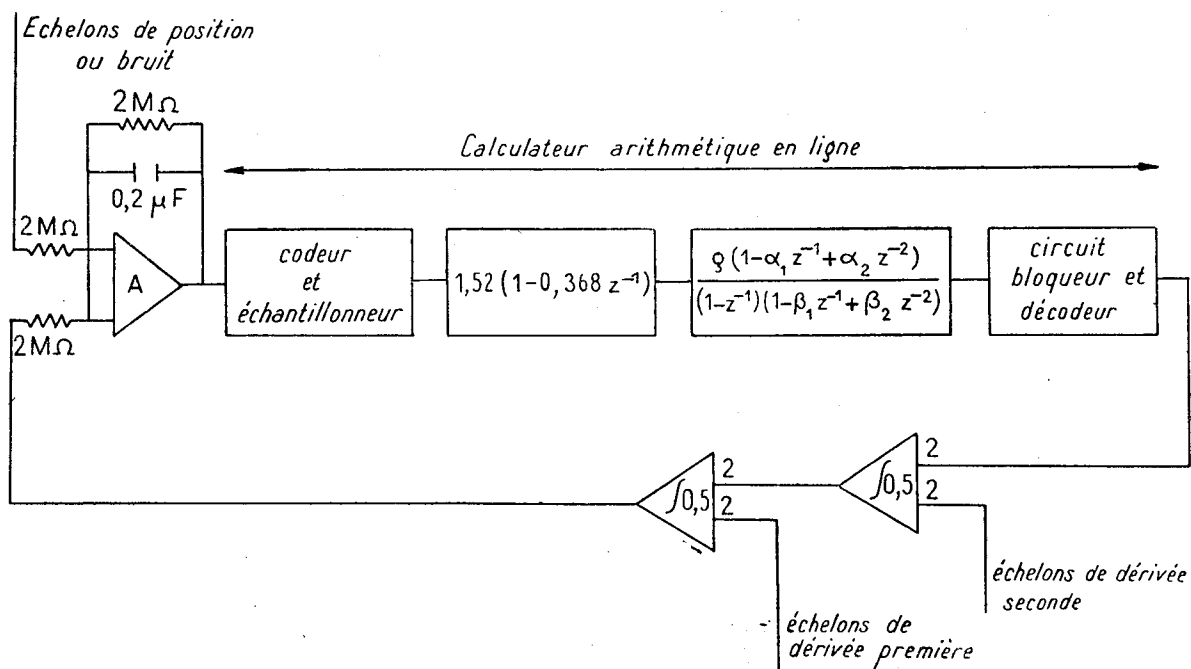 Echelons de position
ou bruit
2MΩ
Calculateur arithmétique en ligne
0,2 μF
2MΩ
A
codeur
et
échantillonneur
1,52 (1-0,368 z⁻¹)
ϱ (1-α₁ z⁻¹+α₂ z⁻²)
(1-z⁻¹)(1-β₁ z⁻¹+β₂ z⁻²)
circuit
bloqueur et
décodeur
2MΩ
∫0,5
2
2
∫0,5
2
2
échelons de dérivée
seconde
échelons de
dérivée première